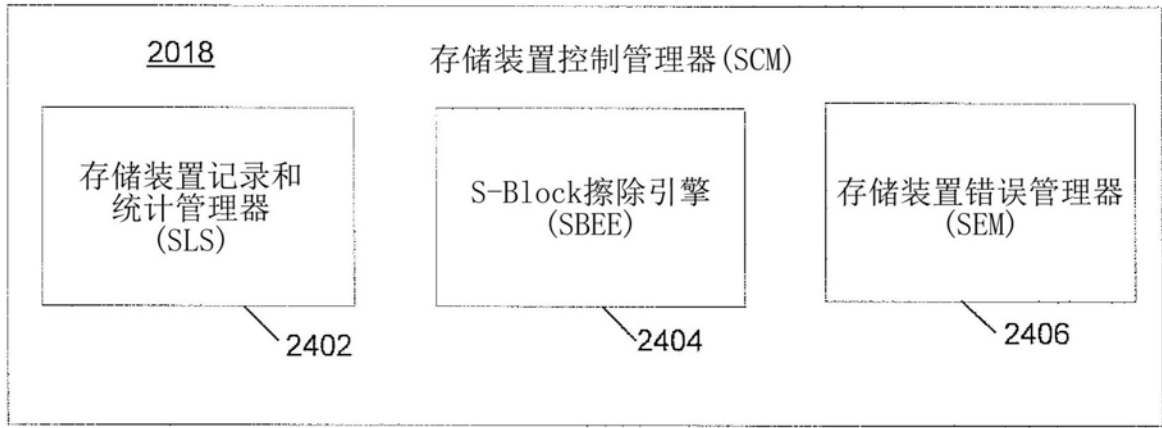 2018
存储装置控制管理器(SCM)
存储装置记录和
统计管理器
(SLS)
S-Block擦除引擎
(SBEE)
存储装置错误管理器
(SEM)
2402
2404
2406